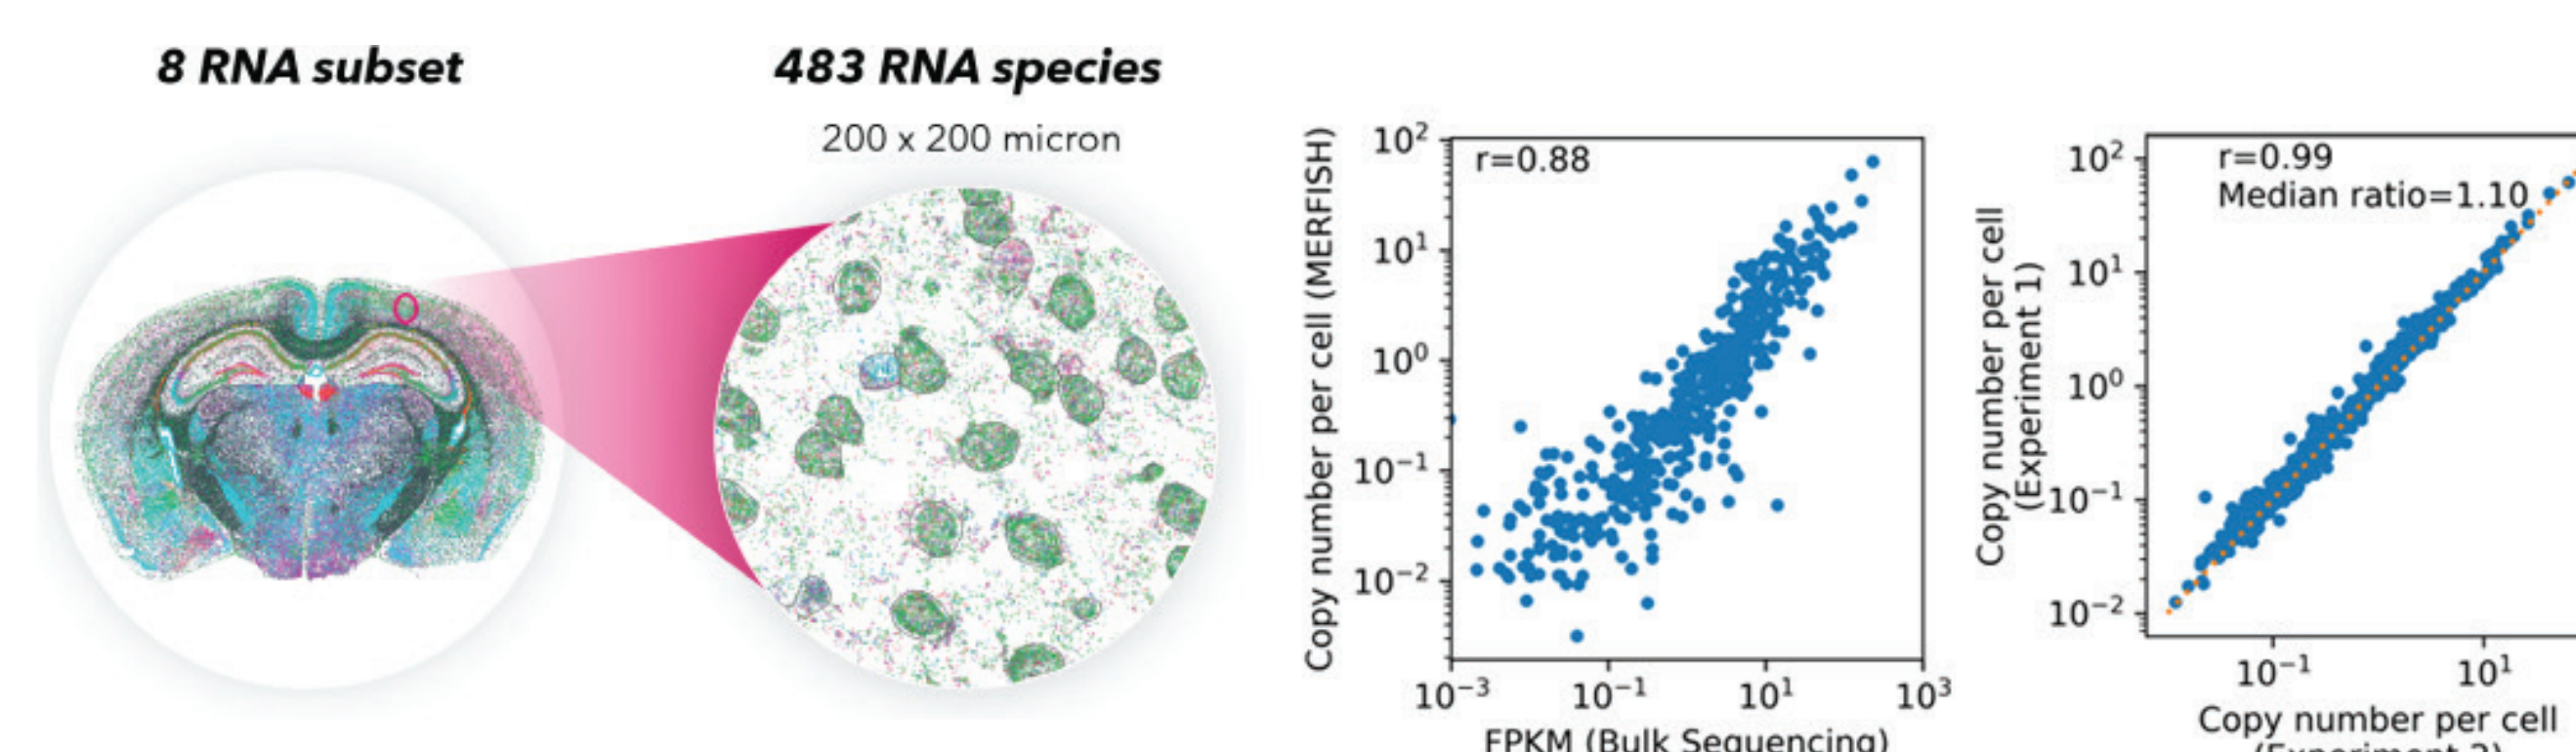 8 RNA subset
483 RNA species
200 x 200 micron
Copy number per cell (MERFISH)
10²
10¹
10⁰
10⁻¹
10⁻²
r=0.88
10⁻³ 10⁻¹ 10¹ 10³
FPKM (Bulk Sequencing)
Copy number per cell
(Experiment 1)
10²
10¹
10⁰
10⁻¹
10⁻²
r=0.99
Median ratio=1.10
10⁻¹ 10¹
Copy number per cell
(Experiment 2)